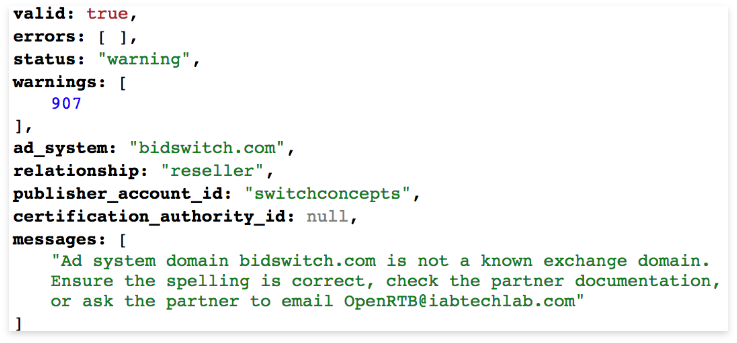 valid: true,
errors: [ ],
status: "warning",
warnings: [
907
],
ad_system: "bidswitch.com",
relationship: "reseller",
publisher_account_id: "switchconcepts",
certification_authority_id: null,
messages: [
"Ad system domain bidswitch.com is not a known exchange domain.
Ensure the spelling is correct, check the partner documentation,
or ask the partner to email OpenRTB@iabtechlab.com"
]